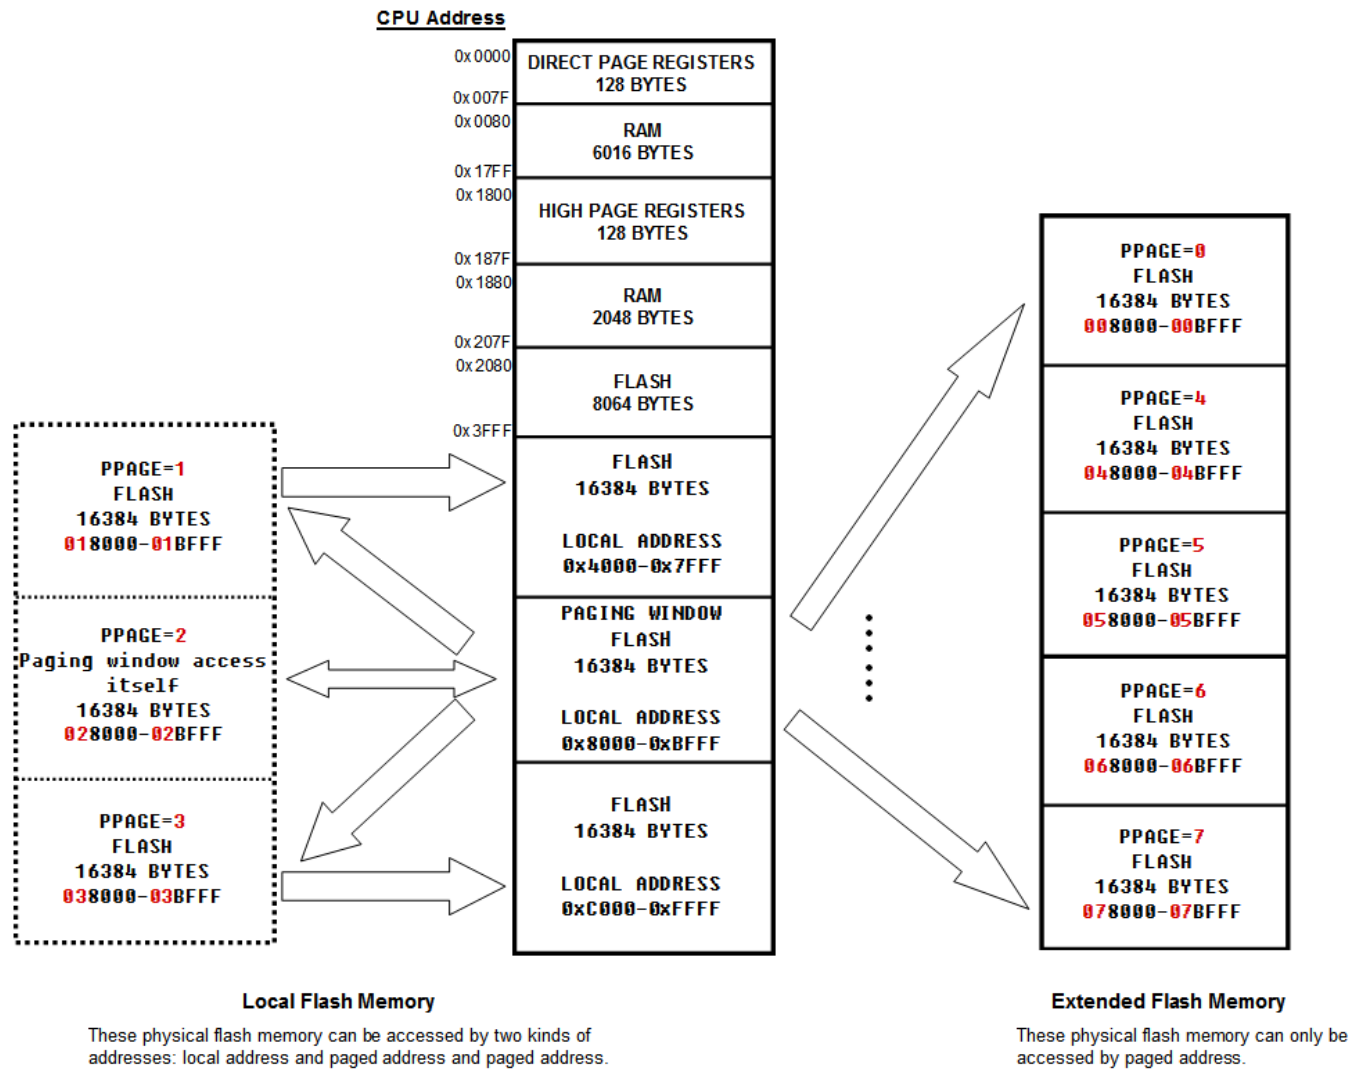 CPU Address
0x0000
DIRECT PAGE REGISTERS
128 BYTES
0x007F
0x0080
RAM
6016 BYTES
0x17FF
0x1800
HIGH PAGE REGISTERS
128 BYTES
0x187F
0x1880
RAM
2048 BYTES
0x207F
0x2080
FLASH
8064 BYTES
0x3FFF
FLASH
16384 BYTES
LOCAL ADDRESS
0x4000-0x7FFF
PAGING WINDOW
FLASH
16384 BYTES
LOCAL ADDRESS
0x8000-0xBFFF
FLASH
16384 BYTES
LOCAL ADDRESS
0xC000-0xFFFF
PPAGE=1
FLASH
16384 BYTES
018000-01BFFF
PPAGE=2
Paging window access
itself
16384 BYTES
028000-02BFFF
PPAGE=3
FLASH
16384 BYTES
038000-03BFFF
PPAGE=0
FLASH
16384 BYTES
008000-00BFFF
PPAGE=4
FLASH
16384 BYTES
048000-04BFFF
PPAGE=5
FLASH
16384 BYTES
058000-05BFFF
PPAGE=6
FLASH
16384 BYTES
068000-06BFFF
PPAGE=7
FLASH
16384 BYTES
078000-07BFFF
Local Flash Memory
These physical flash memory can be accessed by two kinds of
addresses: local address and paged address and paged address.
Extended Flash Memory
These physical flash memory can only be
accessed by paged address.